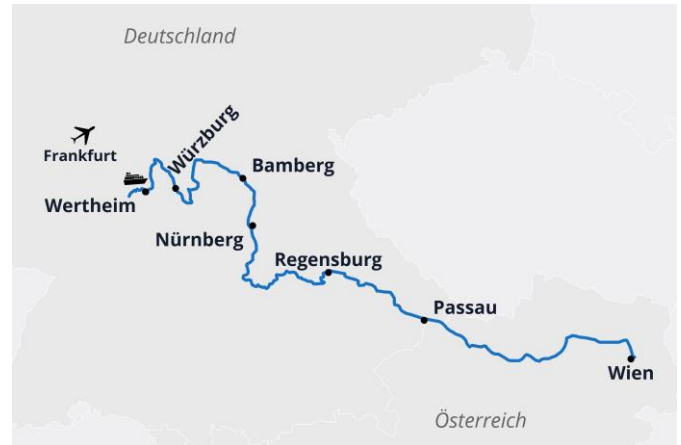 Deutschland
Würzburg
Frankfurt
Bamberg
Wertheim
Nürnberg
Regensburg
Passau
Wien
Österreich